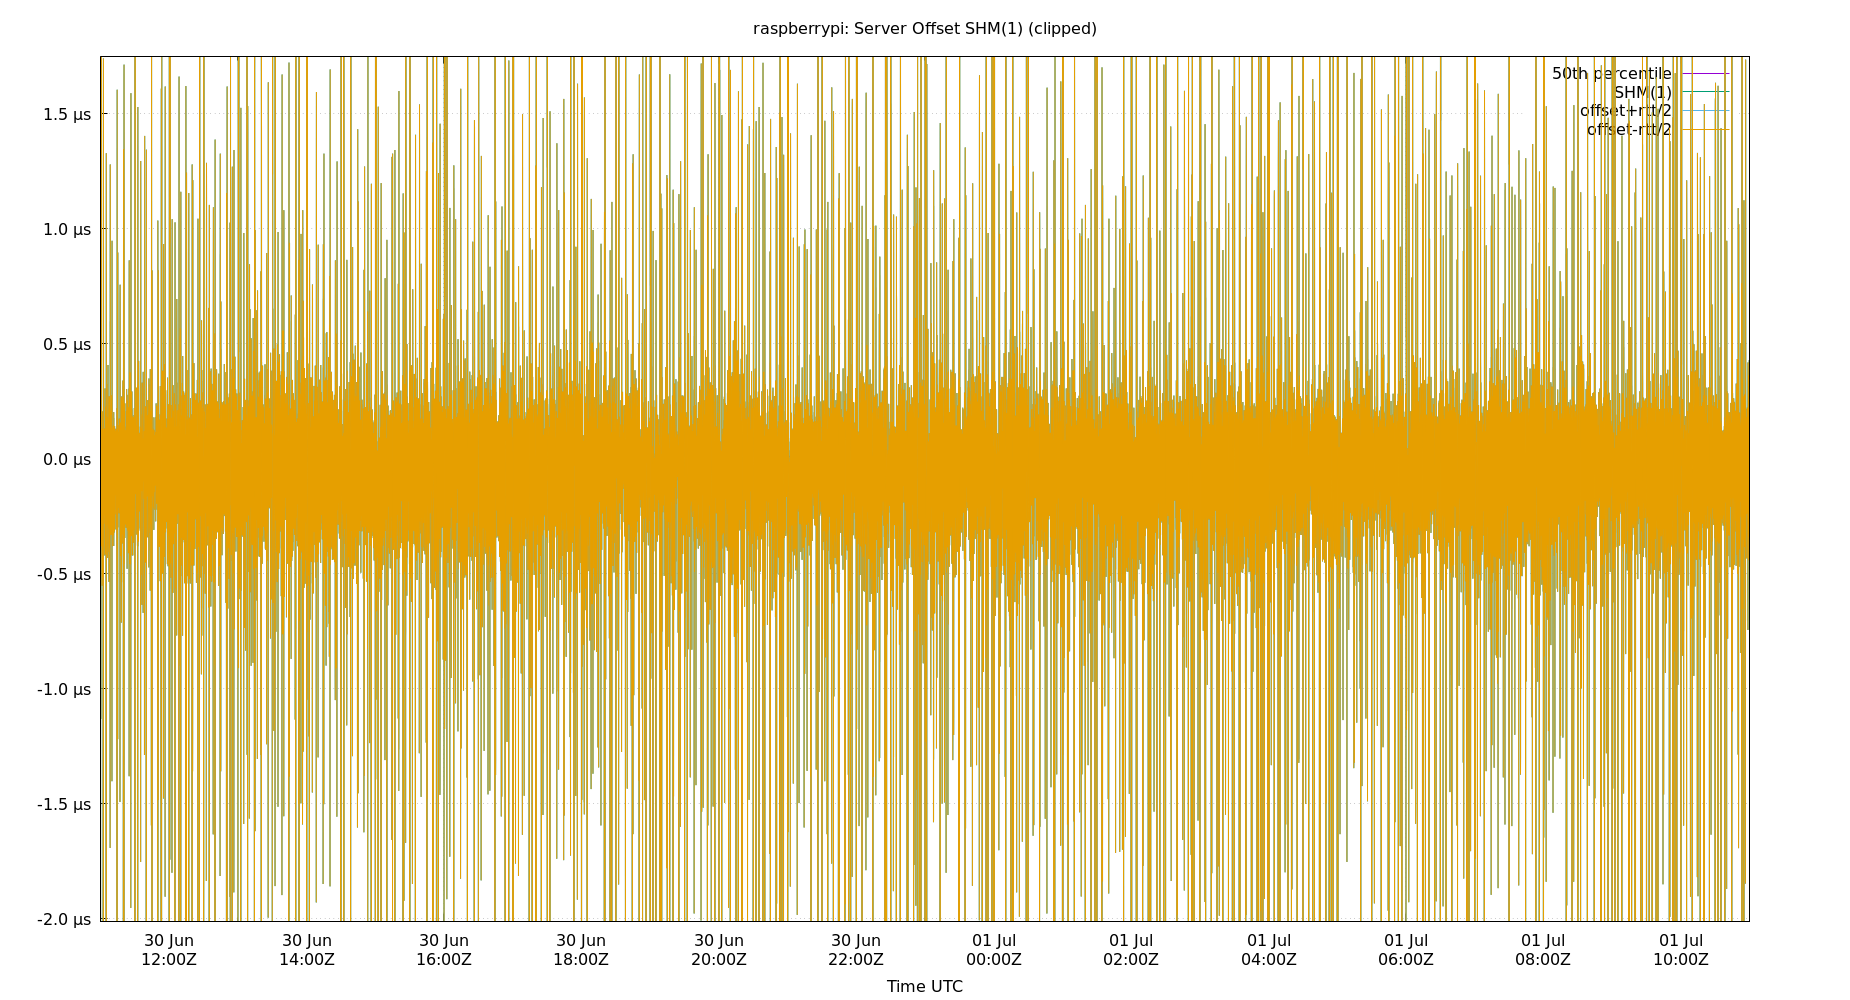 raspberrypi: Server Offset SHM(1) (clipped)
50th percentile
SHM(1)
offset+rtt/2
offset-rtt/2
1.5 µs
1.0 µs
0.5 µs
0.0 µs
-0.5 µs
-1.0 µs
-1.5 µs
-2.0 µs
30 Jun 30 Jun 30 Jun 30 Jun 30 Jun 30 Jun 01 Jul 01 Jul 01 Jul 01 Jul 01 Jul 01 Jul
12:00Z 14:00Z 16:00Z 18:00Z 20:00Z 22:00Z 00:00Z 02:00Z 04:00Z 06:00Z 08:00Z 10:00Z
Time UTC